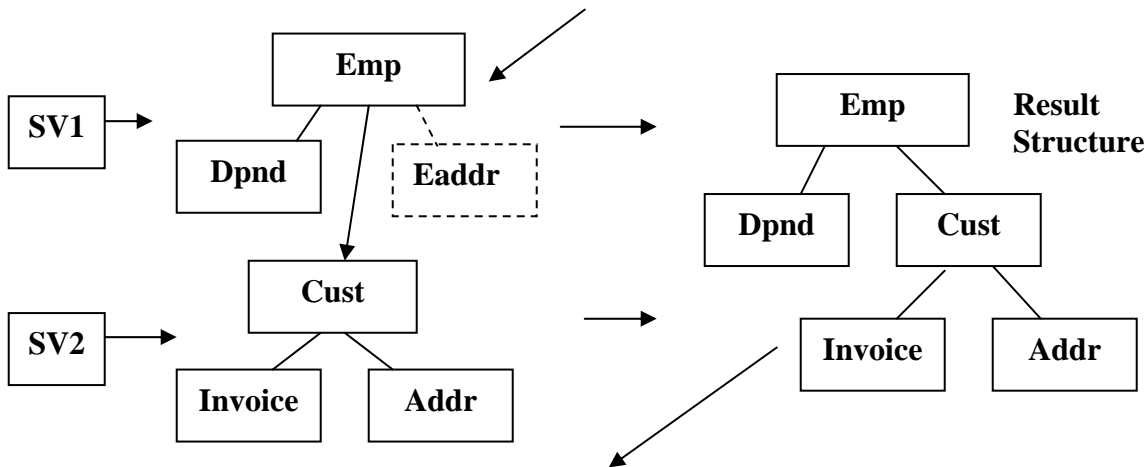 Emp
SV1
Dpnd
Eaddr
Cust
SV2
Invoice
Addr
Emp
Result
Structure
Dpnd
Cust
Invoice
Addr